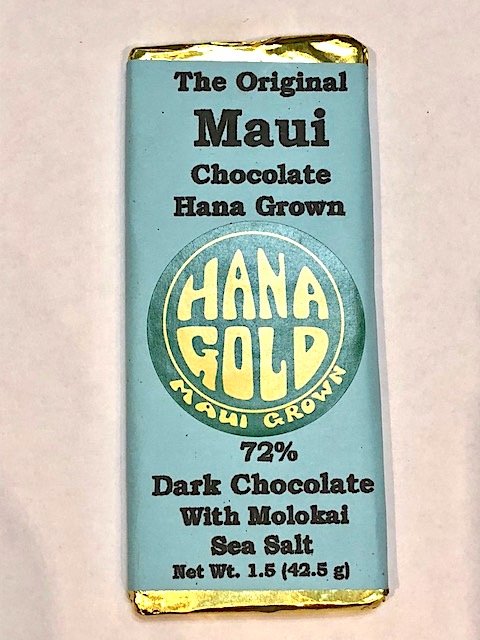 The Original
Maui
Chocolate
Hana Grown
HANA
GOLD
MAUI GROWN
72%
Dark Chocolate
With Molokai
Sea Salt
Net Wt. 1.5 (42.5 g)